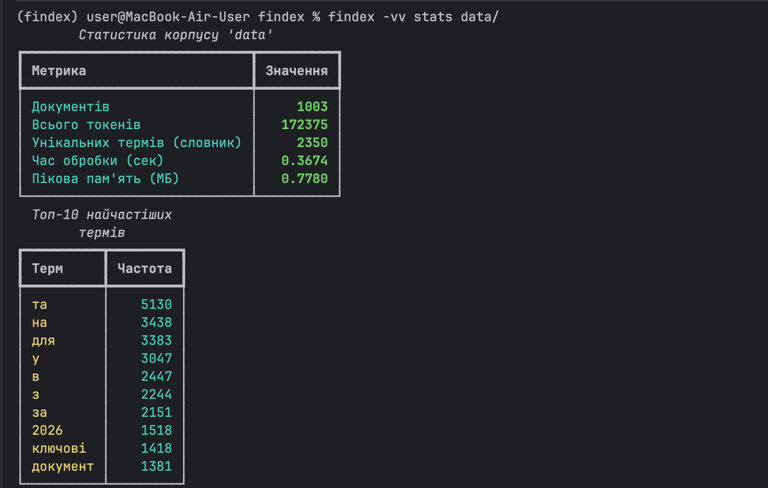 (findex) user@MacBook-Air-User findex % findex -vv stats data/
Статистика корпусу 'data'
Метрика Значення
Документів 1003
Всього токенів 172375
Унікальних термів (словник) 2350
Час обробки (сек) 0.3674
Пікова пам'ять (МБ) 0.7780
Топ-10 найчастіших
термів
Терм Частота
та 5130
на 3438
для 3383
у 3047
в 2447
з 2244
за 2151
2026 1518
ключові 1418
документ 1381